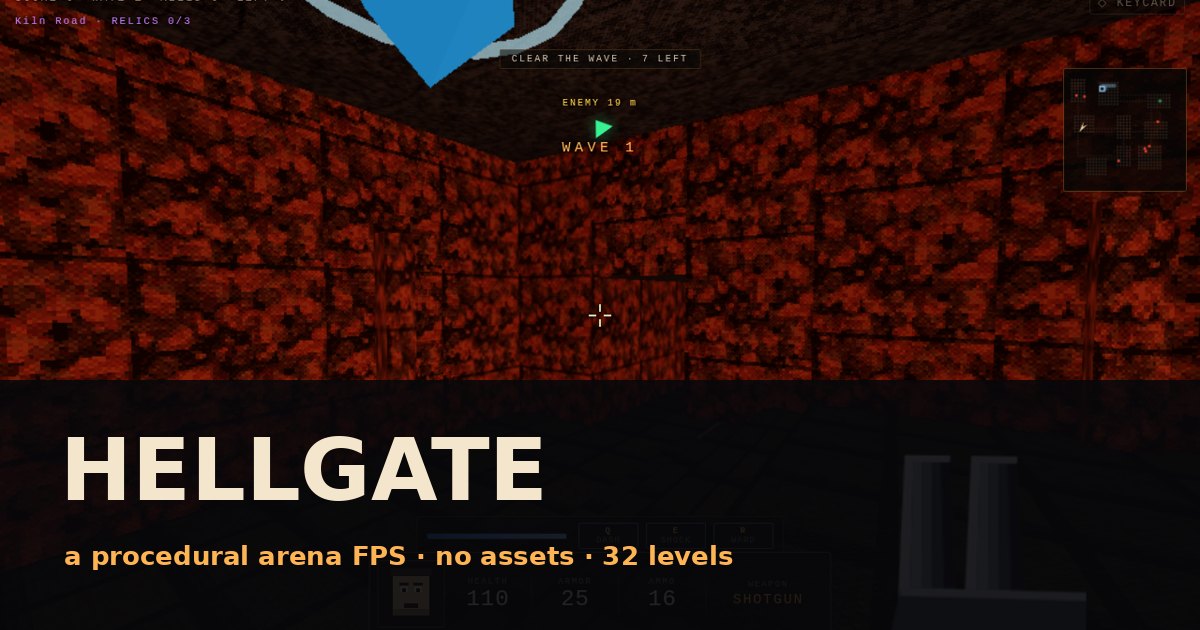 Kiln Road · RELICS 0/3
◇ KEYCARD
CLEAR THE WAVE · 7 LEFT
ENEMY 19 m
WAVE 1
HELLGATE
a procedural arena FPS · no assets · 32 levels
Q E R
HEALTH ARMOR AMMO WEAPON
110 25 16 SHOTGUN